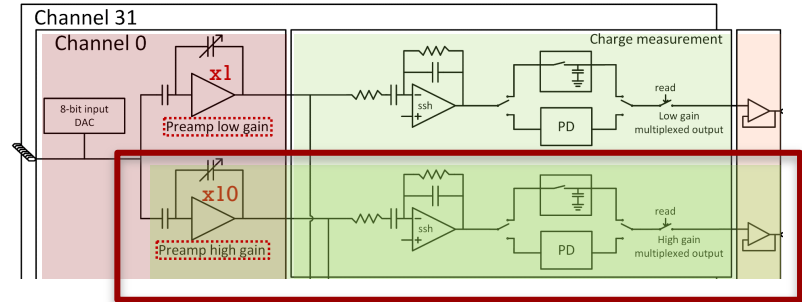 Channel 31
Channel 0
Charge measurement
x1
8-bit input
DAC
ssh
read
Preamp low gain
PD
Low gain
multiplexed output
x10
ssh
read
Preamp high gain
PD
High gain
multiplexed output